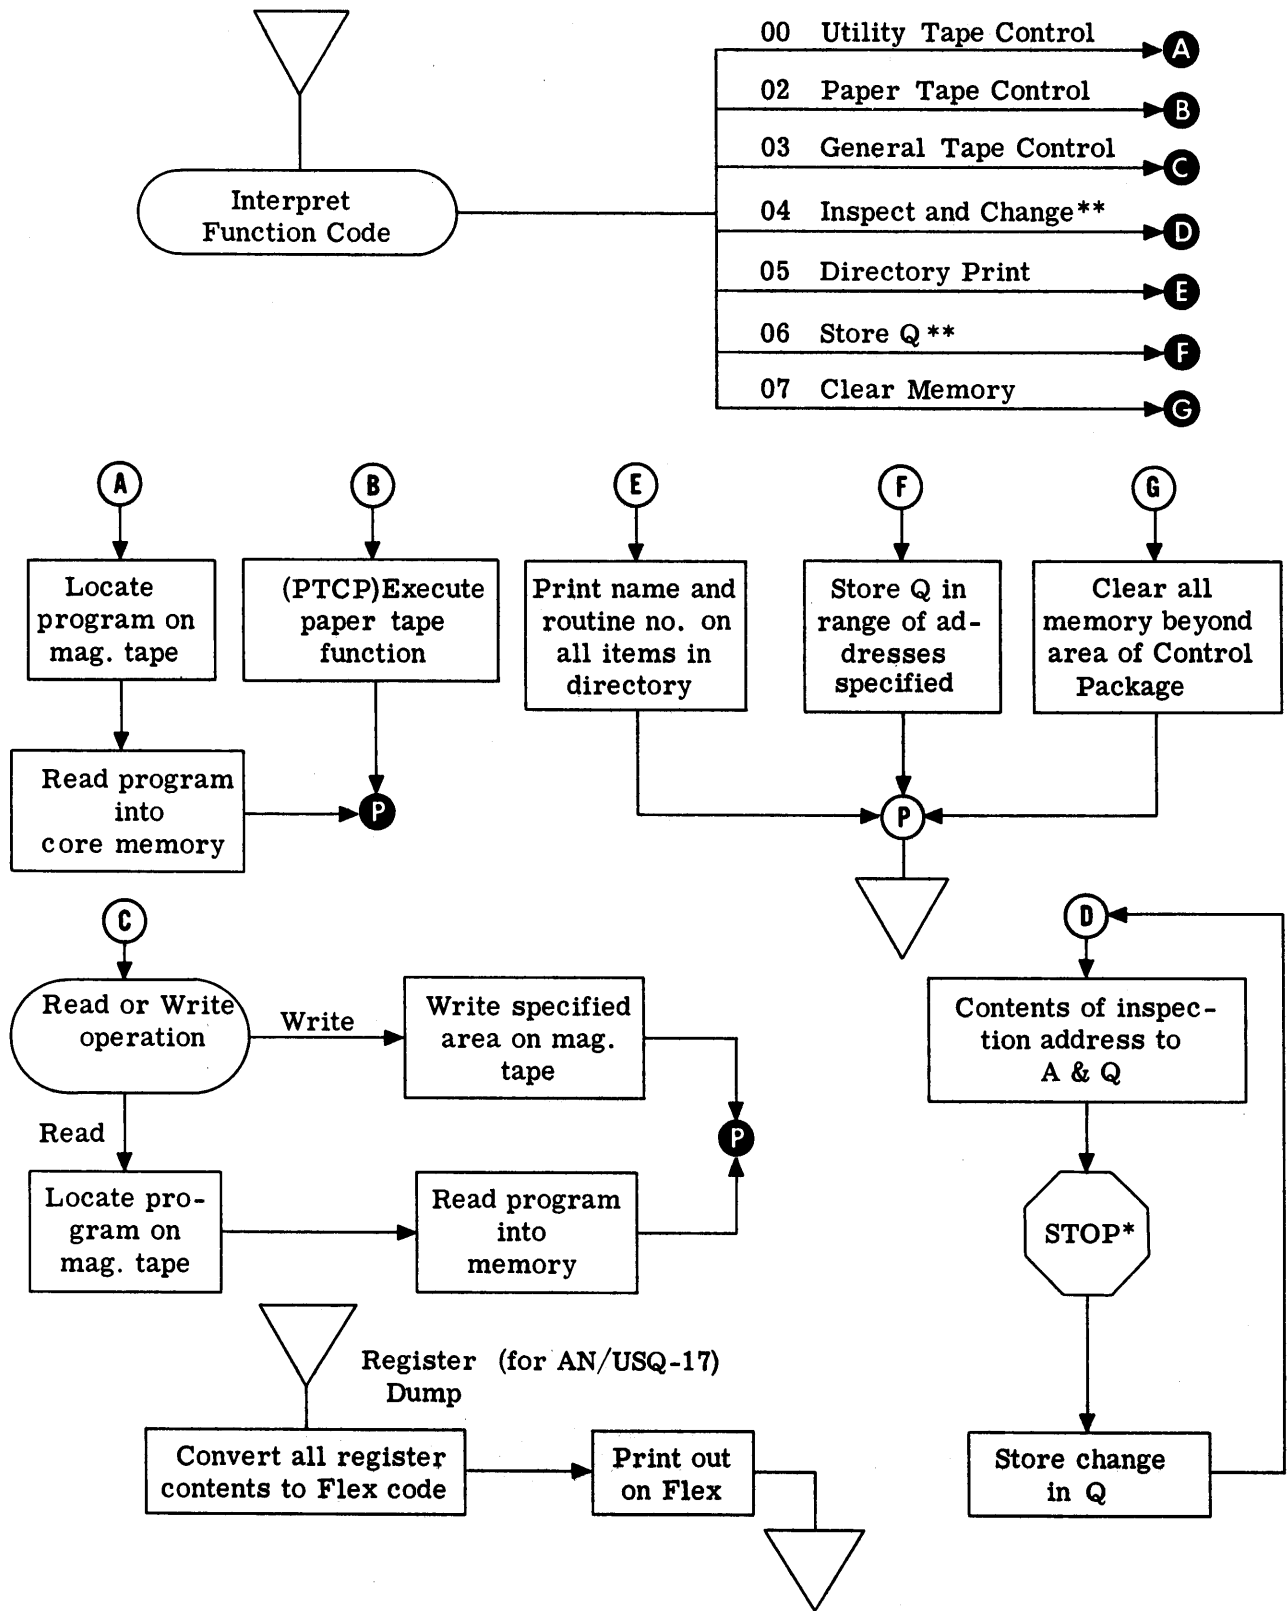 00 Utility Tape Control
A
02 Paper Tape Control
B
03 General Tape Control
C
Interpret
Function Code
04 Inspect and Change**
D
05 Directory Print
E
06 Store Q**
F
07 Clear Memory
G
A
B
E
F
G
Locate
program on
mag. tape
(PTCP)Execute
paper tape
function
Print name and
routine no. on
all items in
directory
Store Q in
range of ad-
dresses
specified
Clear all
memory beyond
area of Control
Package
Read program
into
core memory
P
P
C
D
Read or Write
operation
Write
Write specified
area on mag.
tape
Contents of inspec-
tion address to
A & Q
Read
P
Locate pro-
gram on
mag. tape
Read program
into
memory
STOP*
Register (for AN/USQ-17)
Dump
Convert all register
contents to Flex code
Print out
on Flex
Store change
in Q